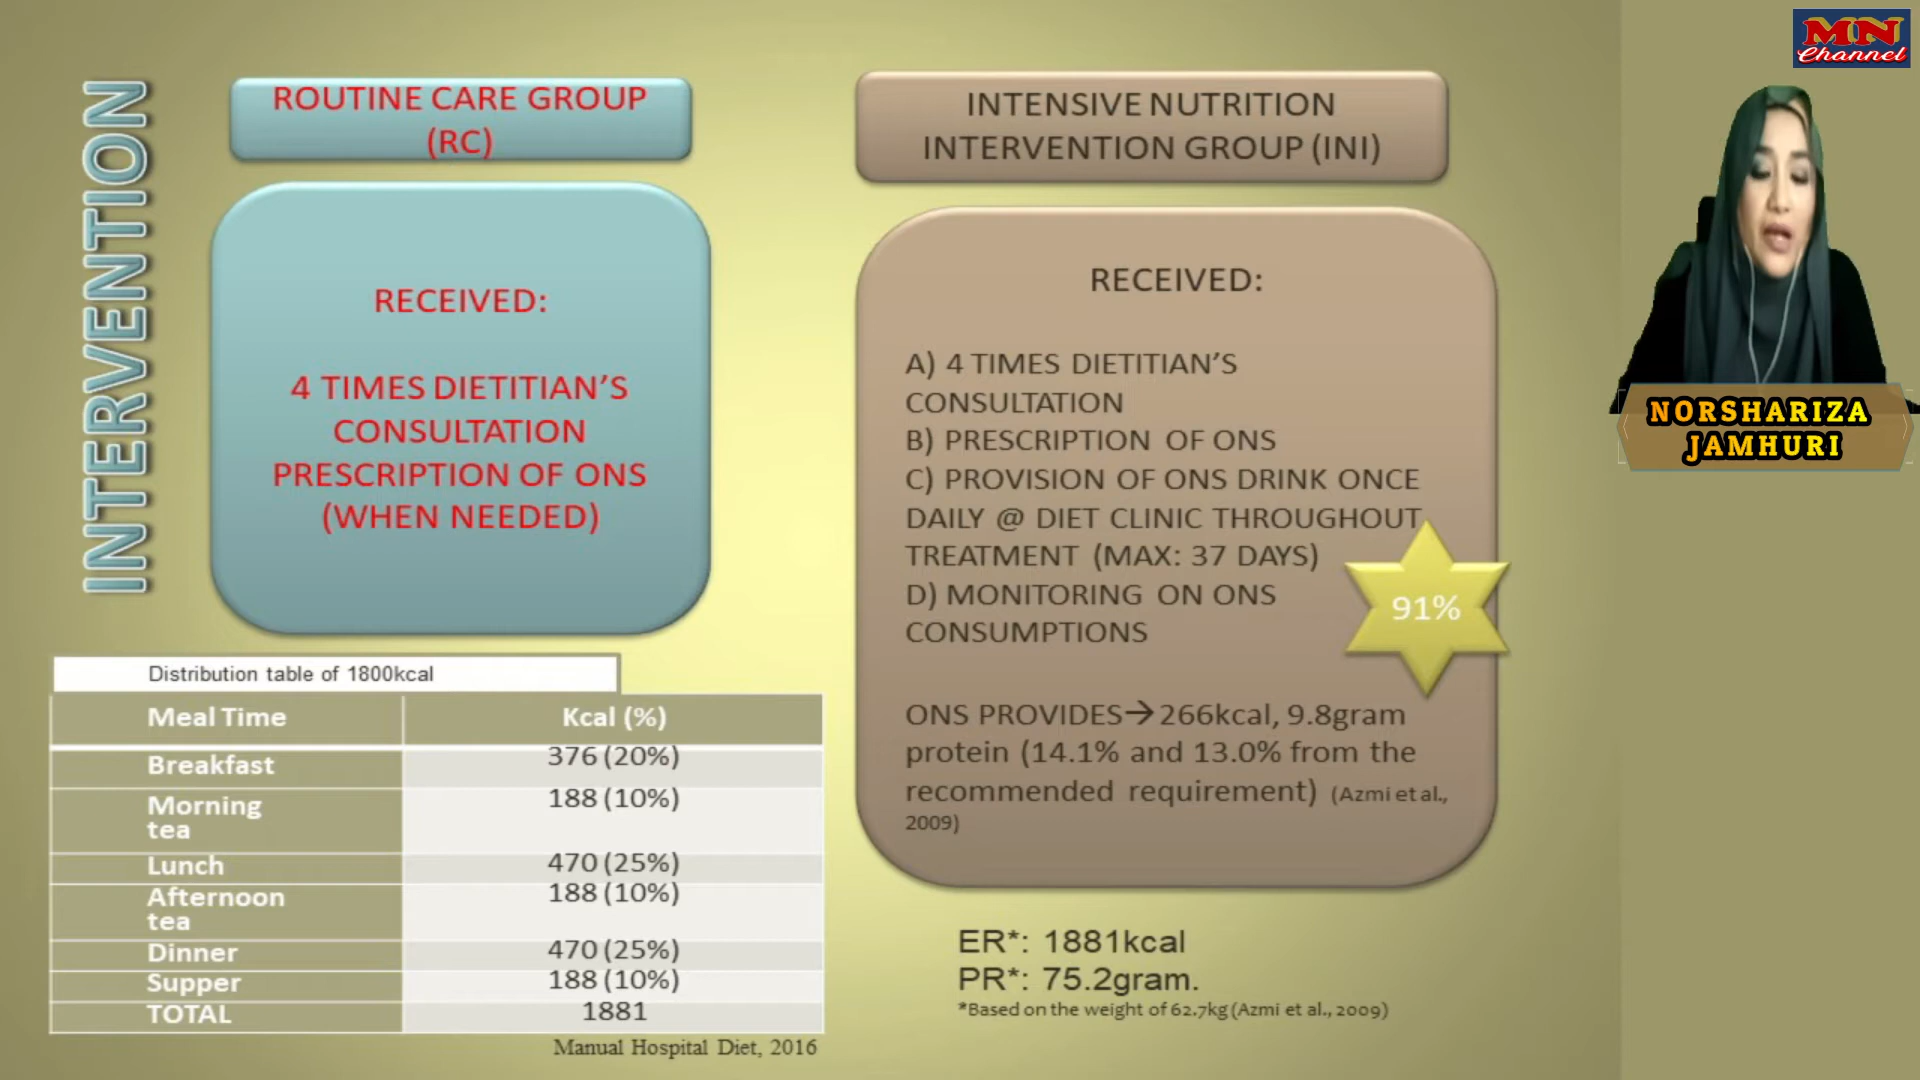 MN
Channel
INTERVENTION
ROUTINE CARE GROUP
(RC)
RECEIVED:
4 TIMES DIETITIAN’S
CONSULTATION
PRESCRIPTION OF ONS
(WHEN NEEDED)
INTENSIVE NUTRITION
INTERVENTION GROUP (INI)
RECEIVED:
A) 4 TIMES DIETITIAN’S
CONSULTATION
B) PRESCRIPTION OF ONS
C) PROVISION OF ONS DRINK ONCE
DAILY @ DIET CLINIC THROUGHOUT
TREATMENT (MAX: 37 DAYS)
D) MONITORING ON ONS
CONSUMPTIONS
91%
ONS PROVIDES→266kcal, 9.8gram
protein (14.1% and 13.0% from the
recommended requirement) (Azmi et al.,
2009)
NORSHARIZA
JAMHURI
Distribution table of 1800kcal
Meal Time Kcal (%)
Breakfast 376 (20%)
Morning 188 (10%)
tea
Lunch 470 (25%)
Afternoon 188 (10%)
tea
Dinner 470 (25%)
Supper 188 (10%)
TOTAL 1881
Manual Hospital Diet, 2016
ER*: 1881kcal
PR*: 75.2gram.
*Based on the weight of 62.7kg (Azmi et al., 2009)